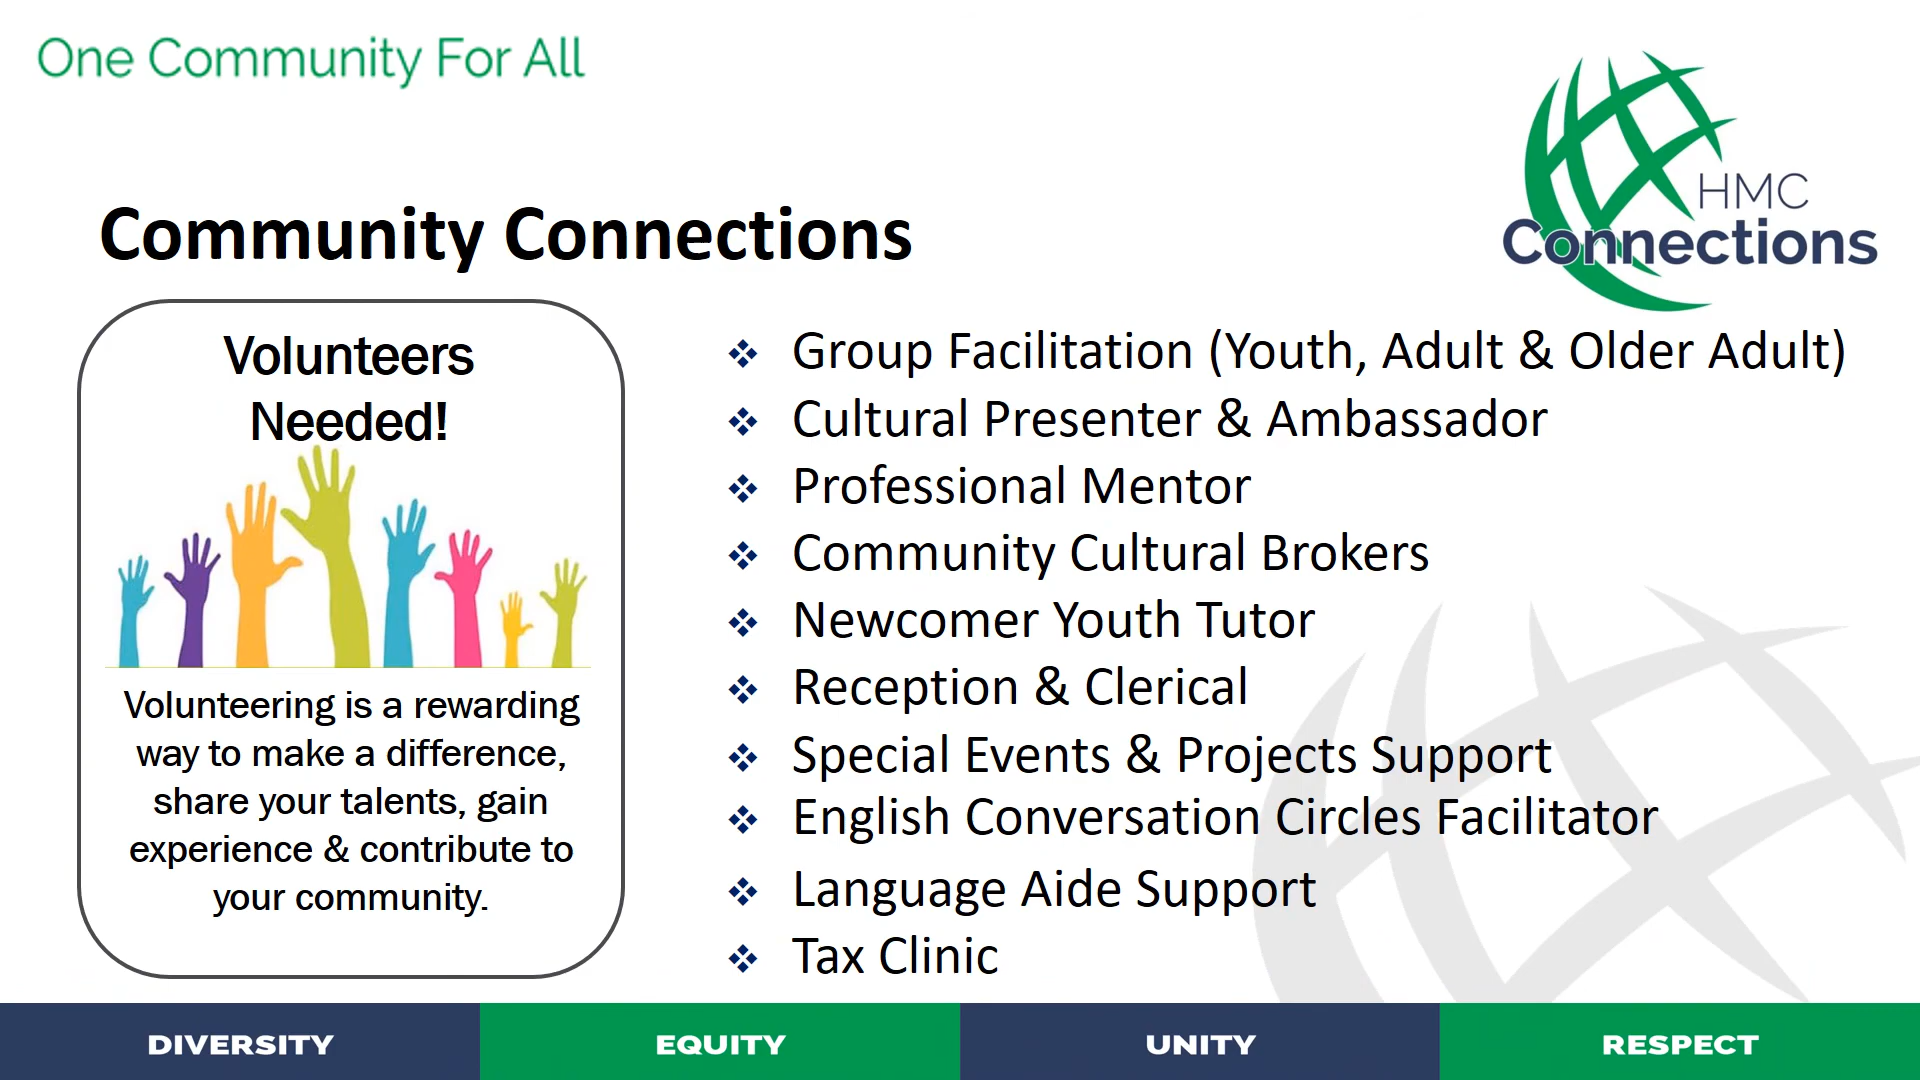 One Community For All
HMC
Connections
Community Connections
Volunteers
Needed!
Volunteering is a rewarding
way to make a difference,
share your talents, gain
experience & contribute to
your community.
❖ Group Facilitation (Youth, Adult & Older Adult)
❖ Cultural Presenter & Ambassador
❖ Professional Mentor
❖ Community Cultural Brokers
❖ Newcomer Youth Tutor
❖ Reception & Clerical
❖ Special Events & Projects Support
❖ English Conversation Circles Facilitator
❖ Language Aide Support
❖ Tax Clinic
DIVERSITY
EQUITY
UNITY
RESPECT